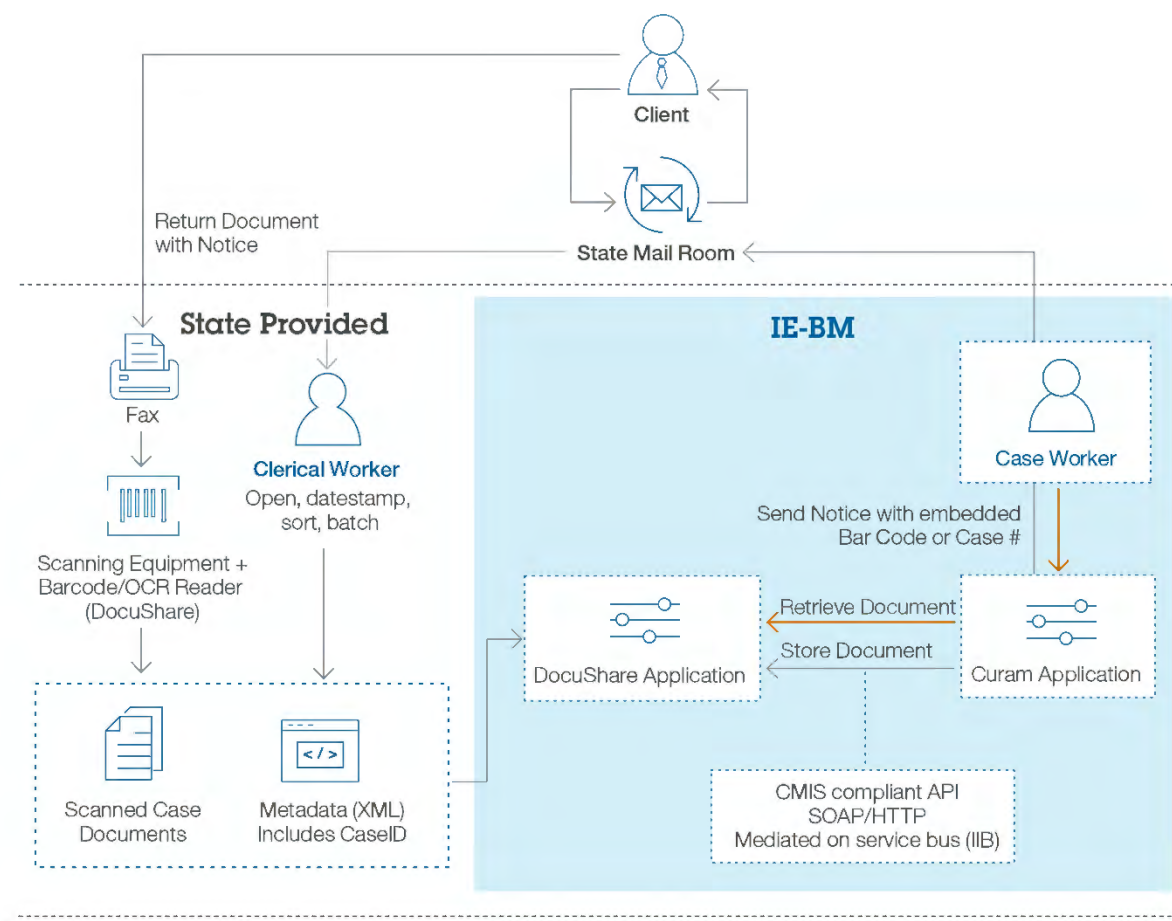 Client
State Mail Room
Return Document
with Notice
State Provided
IE-BM
Fax
Clerical Worker
Open, datestamp,
sort, batch
Case Worker
Scanning Equipment +
Barcode/OCR Reader
(DocuShare)
Send Notice with embedded
Bar Code or Case #
Retrieve Document
Store Document
DocuShare Application
Curam Application
</>
Scanned Case
Documents
Metadata (XML)
Includes CaseID
CMIS compliant API
SOAP/HTTP
Mediated on service bus (IIB)